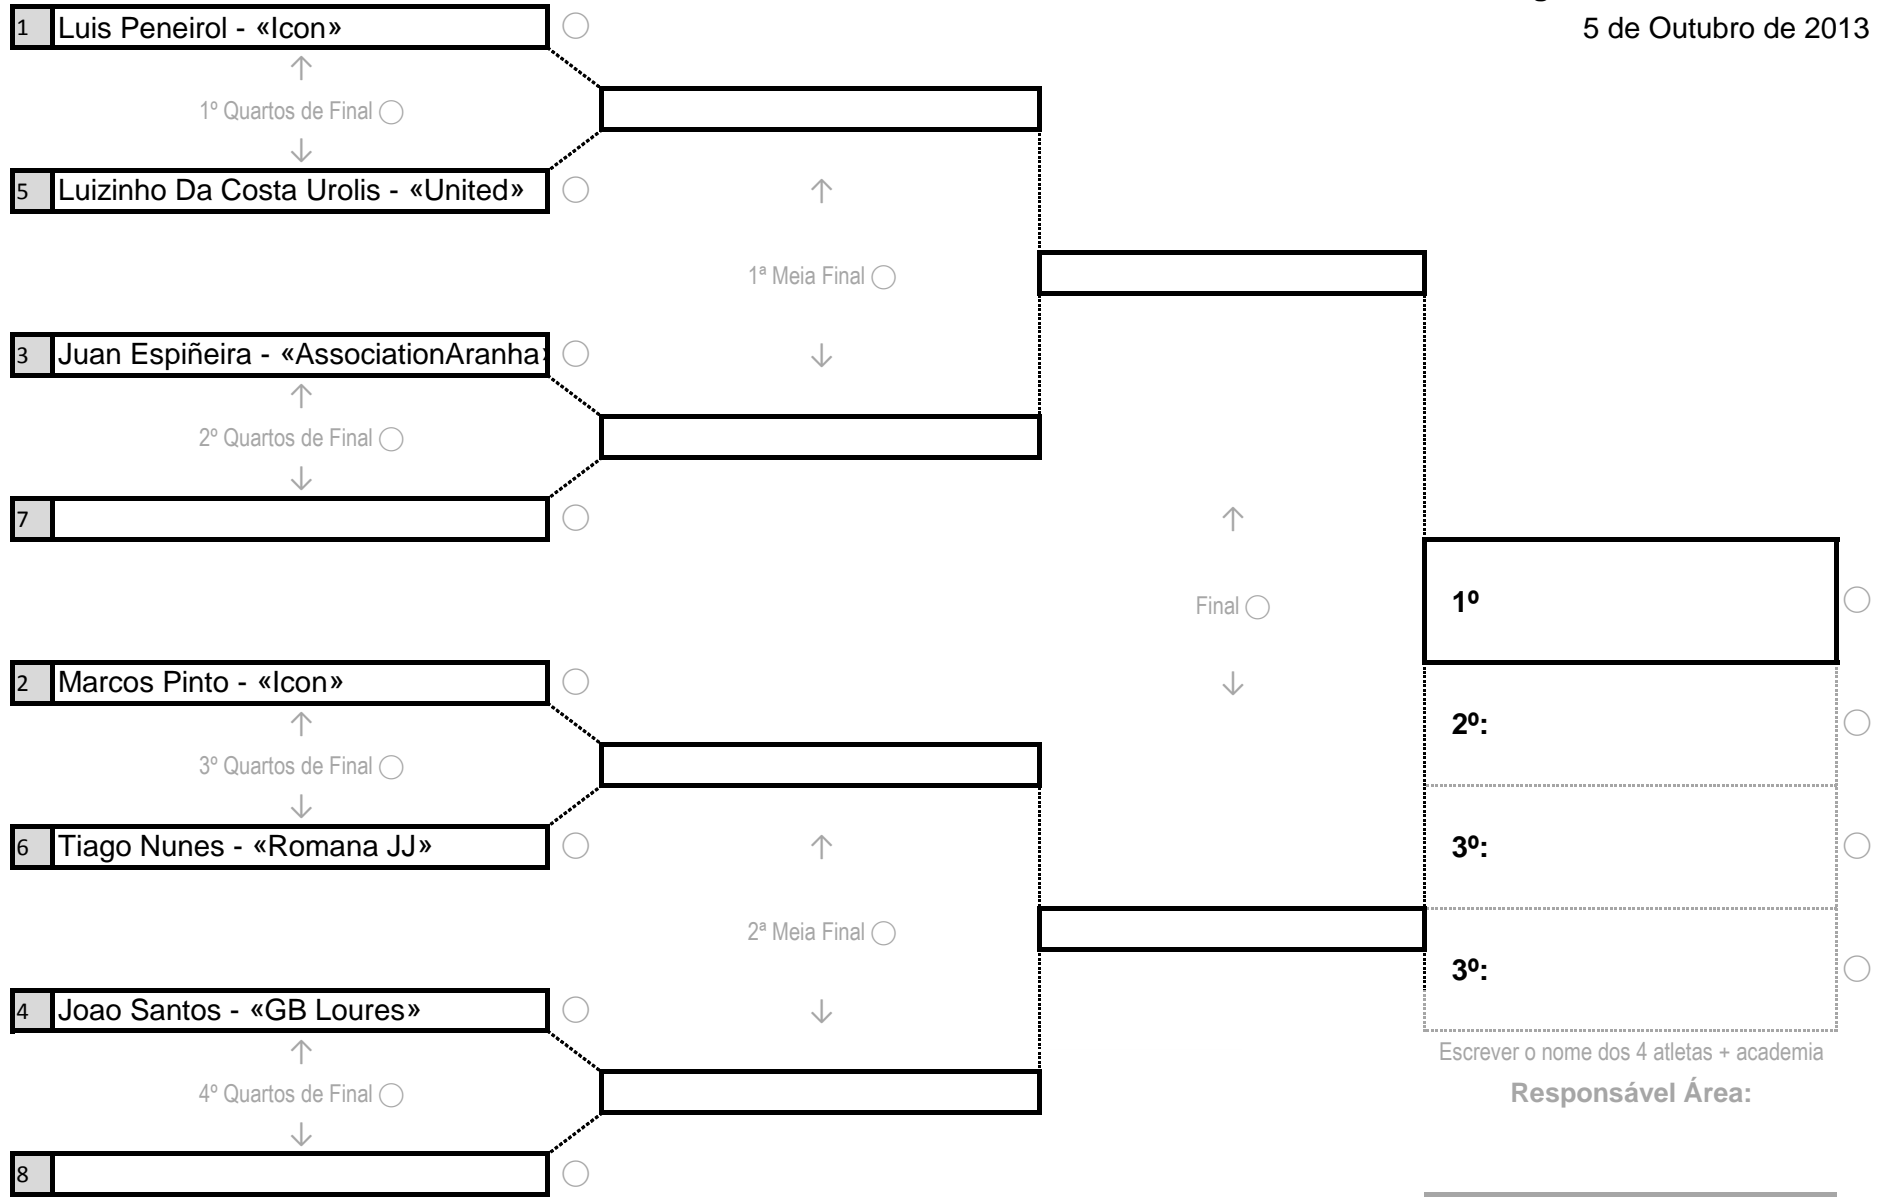 5 de Outubro de 2013
1 Luis Peneirol - «Icon»
1º Quartos de Final
5 Luizinho Da Costa Urolis - «United»
1ª Meia Final
3 Juan Espiñeira - «AssociationAranha»
2º Quartos de Final
7
Final
1º
2 Marcos Pinto - «Icon»
2º:
3º Quartos de Final
6 Tiago Nunes - «Romana JJ»
3º:
2ª Meia Final
3º:
4 Joao Santos - «GB Loures»
Escrever o nome dos 4 atletas + academia
4º Quartos de Final
Responsável Área:
8